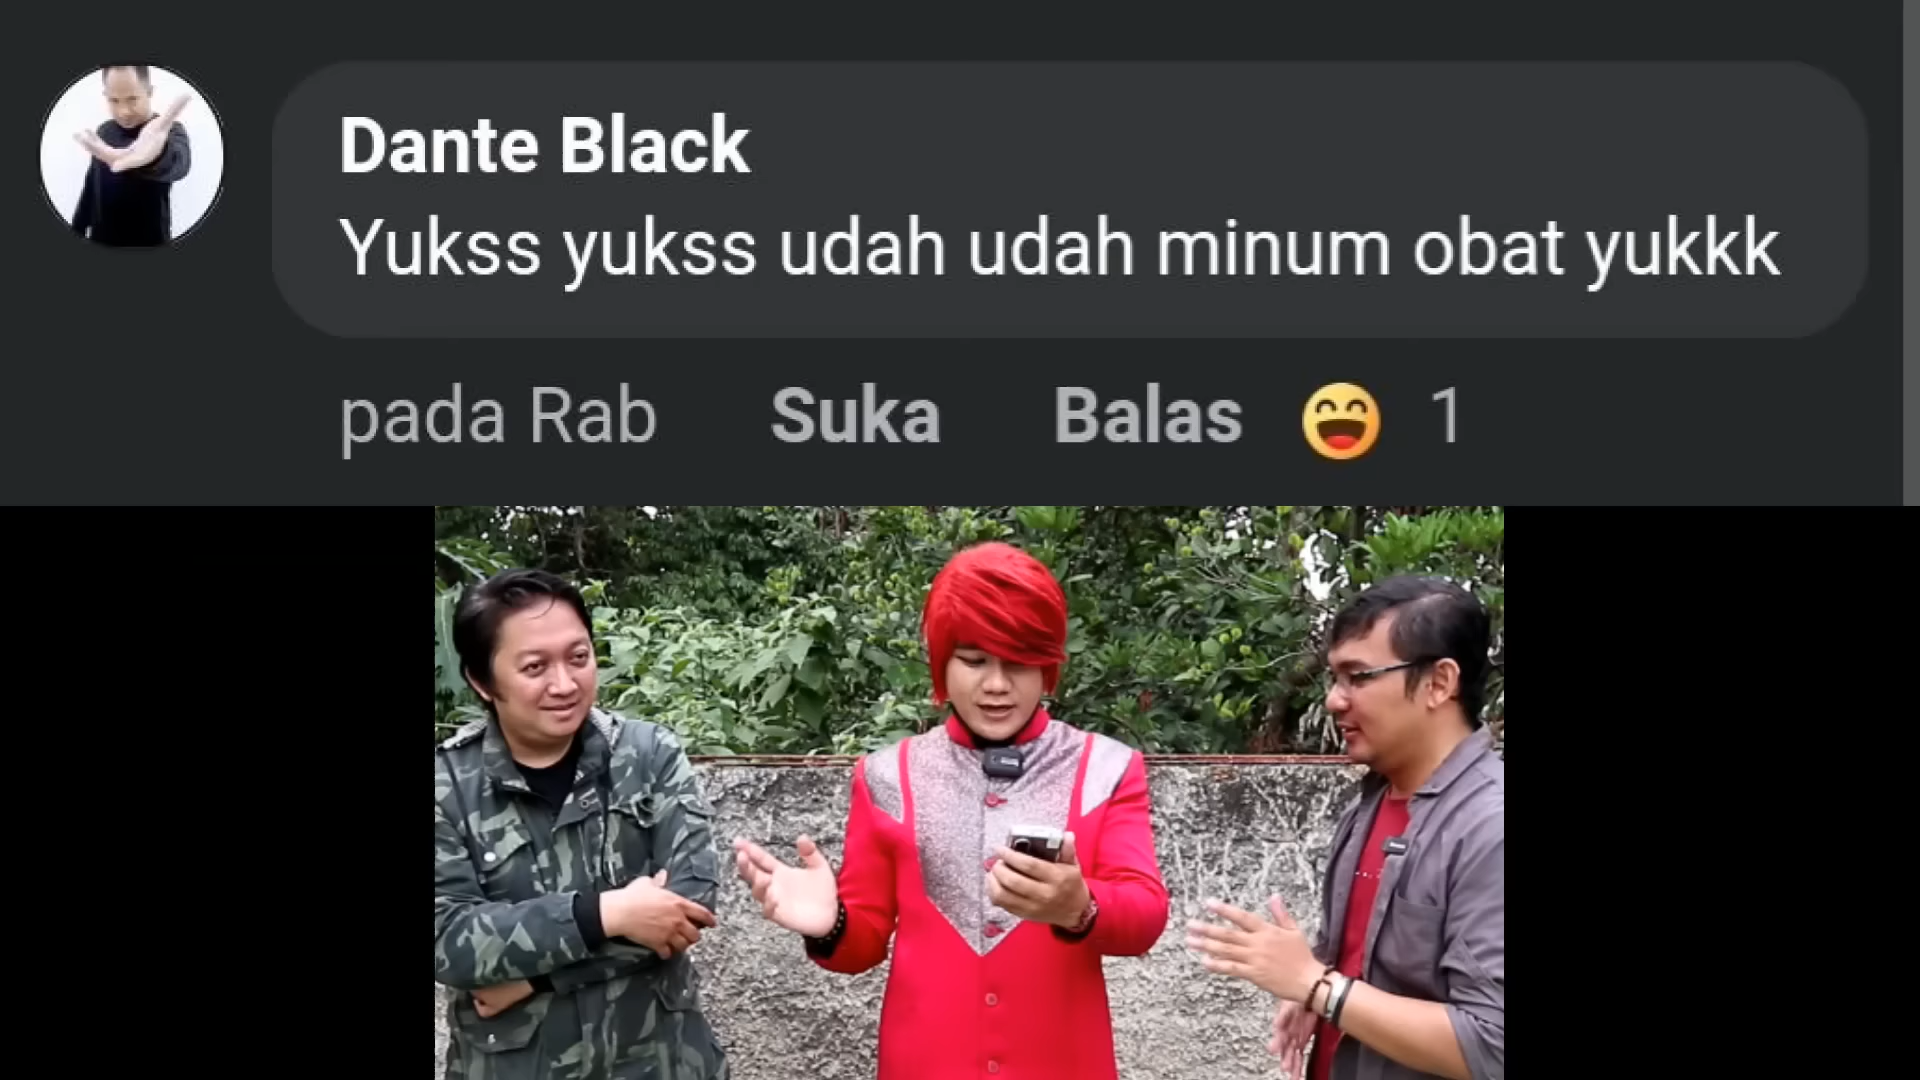 Dante Black
Yukss yukss udah udah minum obat yukkk
pada Rab Suka Balas 1